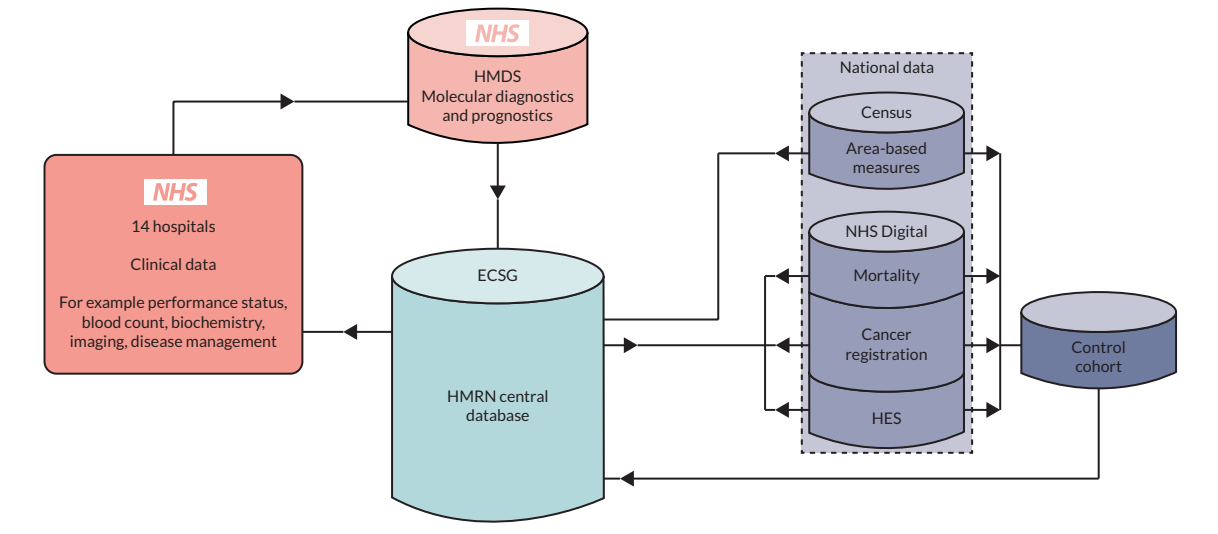 NHS
HMDS
Molecular diagnostics
and prognostics
NHS
14 hospitals
Clinical data
For example performance status,
blood count, biochemistry,
imaging, disease management
ECSG
HMRN central
database
National data
Census
Area-based
measures
NHS Digital
Mortality
Cancer
registration
HES
Control
cohort